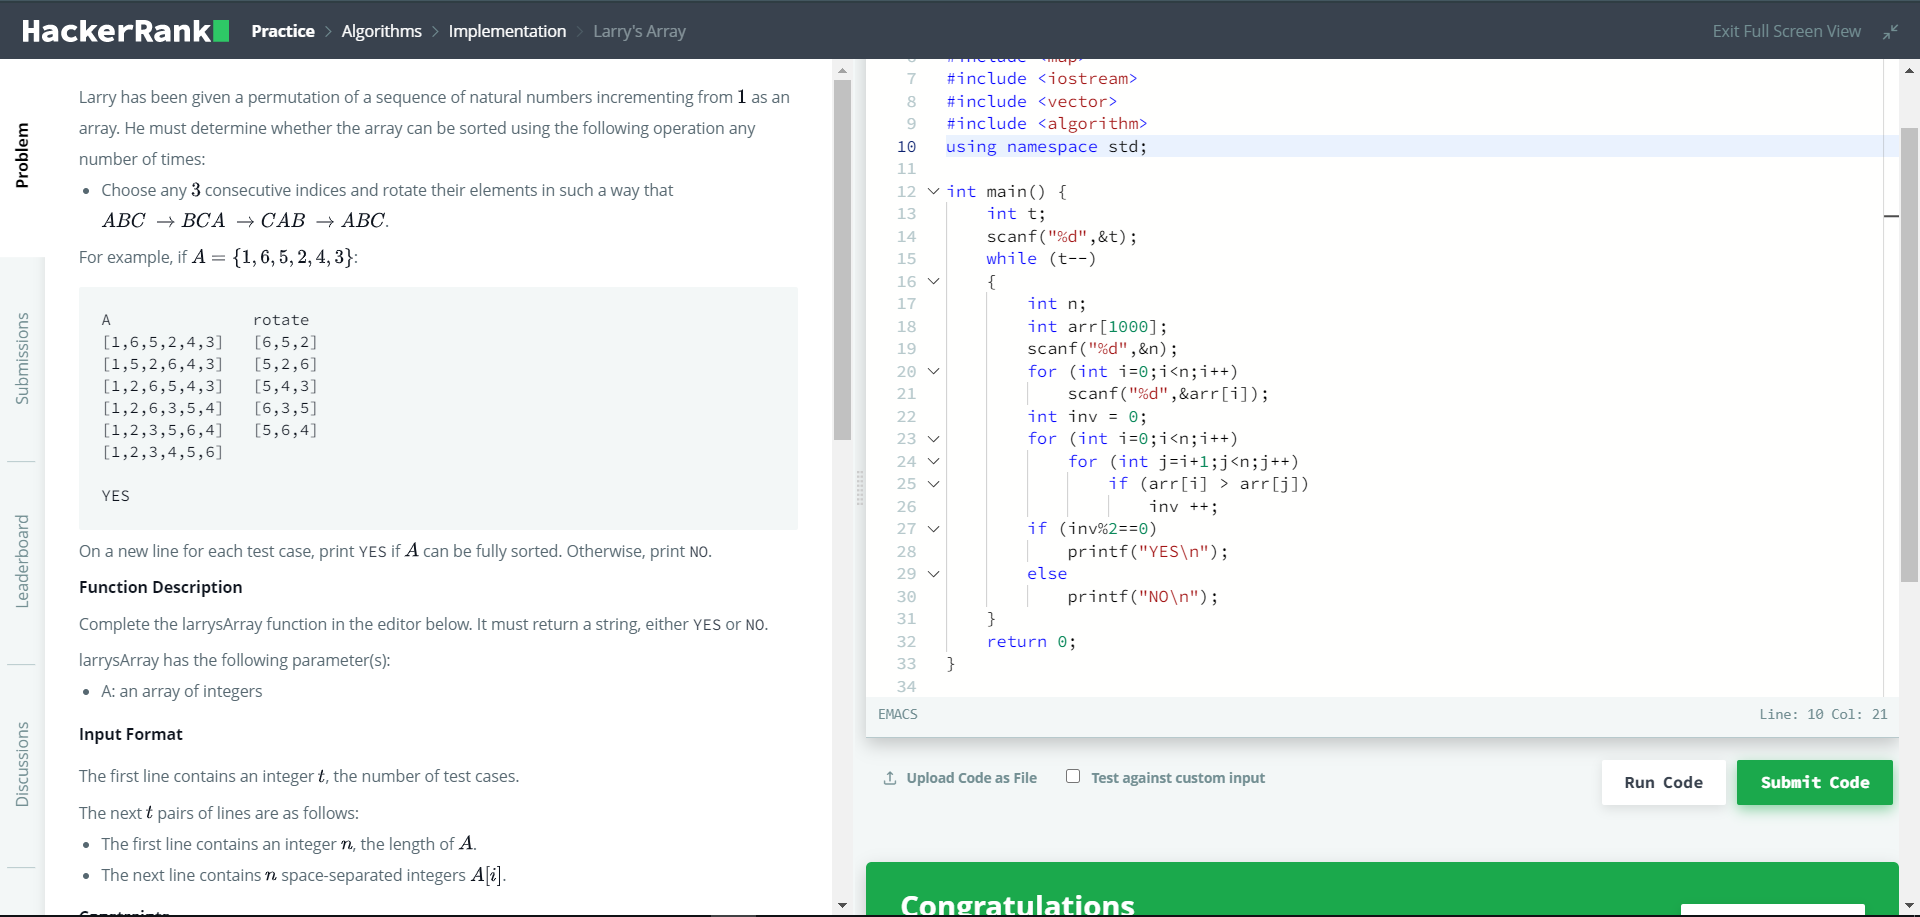 HackerRank
Practice > Algorithms > Implementation > Larry's Array
Exit Full Screen View
Problem
Submissions
Leaderboard
Discussions
Larry has been given a permutation of a sequence of natural numbers incrementing from 1 as an
array. He must determine whether the array can be sorted using the following operation any
number of times:
• Choose any 3 consecutive indices and rotate their elements in such a way that
ABC → BCA → CAB → ABC.
For example, if A = {1, 6, 5, 2, 4, 3}:
A rotate
[1,6,5,2,4,3] [6,5,2]
[1,5,2,6,4,3] [5,2,6]
[1,2,6,5,4,3] [5,4,3]
[1,2,6,3,5,4] [6,3,5]
[1,2,3,5,6,4] [5,6,4]
[1,2,3,4,5,6]
YES
On a new line for each test case, print YES if A can be fully sorted. Otherwise, print NO.
Function Description
Complete the larrysArray function in the editor below. It must return a string, either YES or NO.
larrysArray has the following parameter(s):
• A: an array of integers
Input Format
The first line contains an integer t, the number of test cases.
The next t pairs of lines are as follows:
• The first line contains an integer n, the length of A.
• The next line contains n space-separated integers A[i].
Constraints
6 #include <map>
7 #include <iostream>
8 #include <vector>
9 #include <algorithm>
10 using namespace std;
11
12 int main() {
13 int t;
14 scanf("%d",&t);
15 while (t--)
16 {
17 int n;
18 int arr[1000];
19 scanf("%d",&n);
20 for (int i=0;i<n;i++)
21 scanf("%d",&arr[i]);
22 int inv = 0;
23 for (int i=0;i<n;i++)
24 for (int j=i+1;j<n;j++)
25 if (arr[i] > arr[j])
26 inv ++;
27 if (inv%2==0)
28 printf("YES\n");
29 else
30 printf("NO\n");
31 }
32 return 0;
33 }
34
EMACS
Line: 10 Col: 21
Upload Code as File
Test against custom input
Run Code
Submit Code
Congratulations